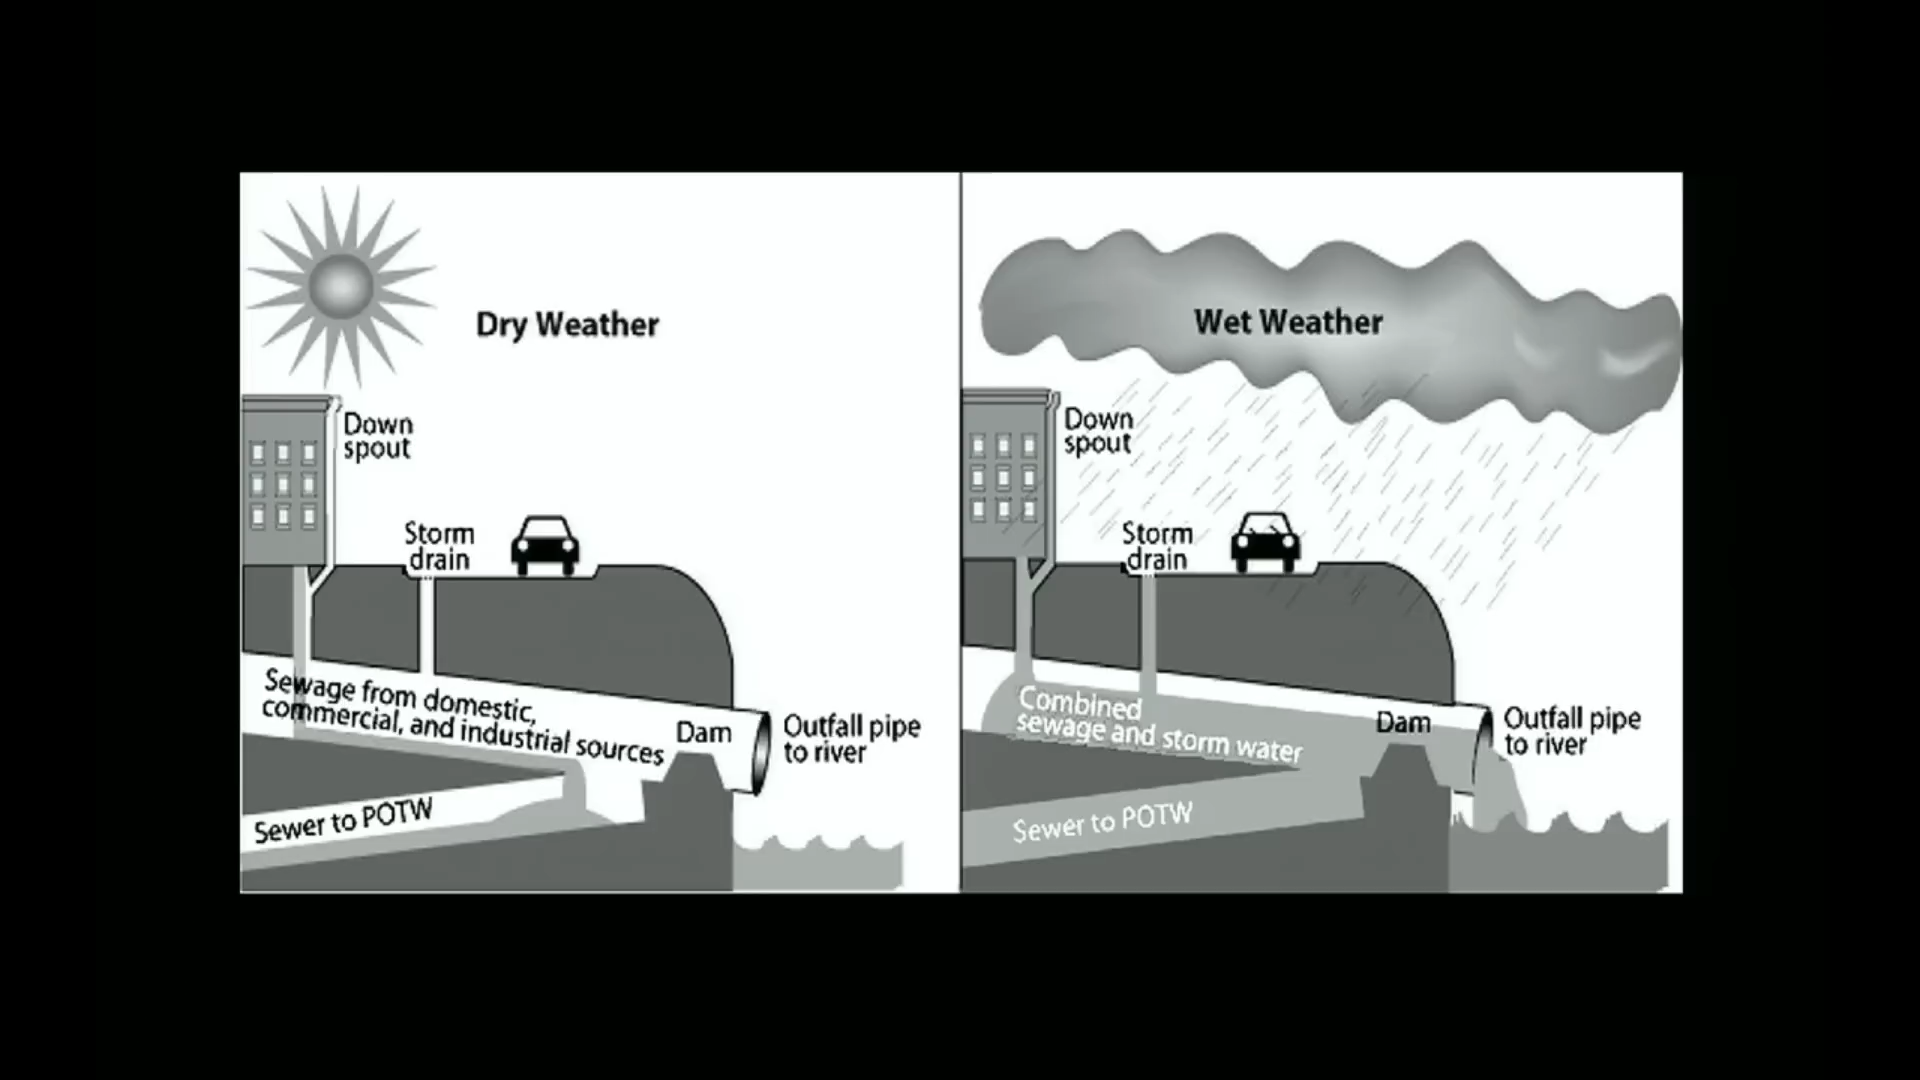 Dry Weather
Down
spout
Storm
drain
Sewage from domestic,
commercial, and industrial sources
Dam
Outfall pipe
to river
Sewer to POTW
Wet Weather
Down
spout
Storm
drain
Combined
sewage and storm water
Dam
Outfall pipe
to river
Sewer to POTW